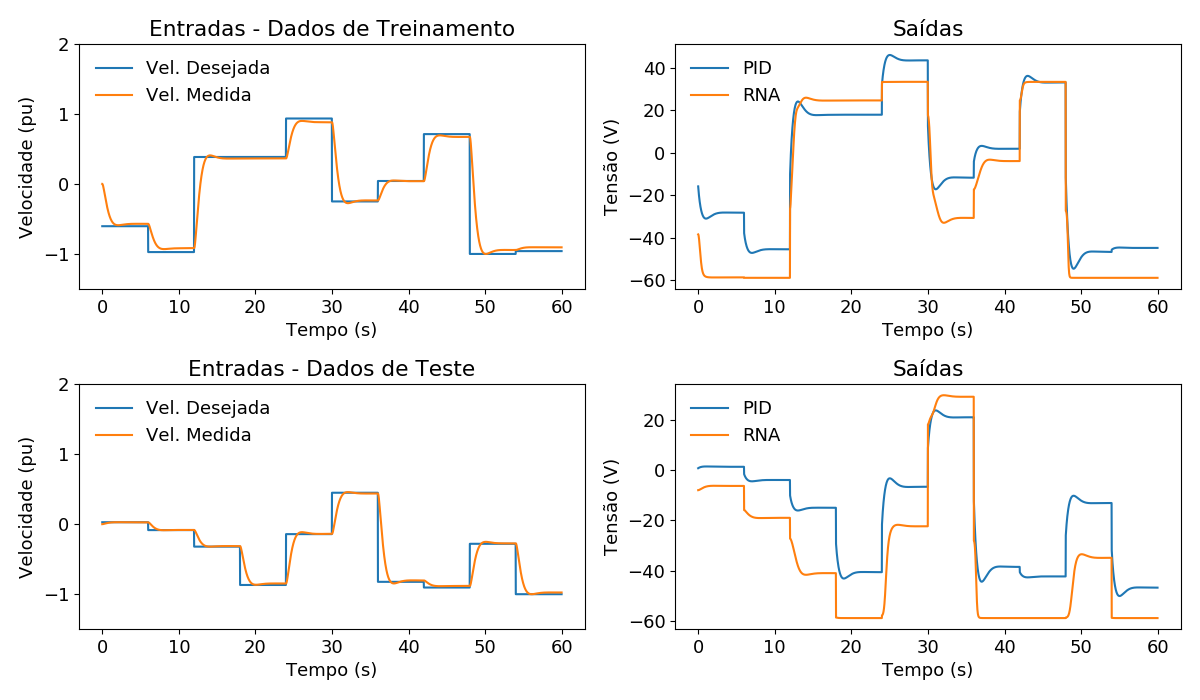 Entradas - Dados de Treinamento
Vel. Desejada
Vel. Medida
Velocidade (pu)
2
1
0
−1
0 10 20 30 40 50 60
Tempo (s)
Saídas
PID
RNA
Tensão (V)
40
20
0
−20
−40
−60
0 10 20 30 40 50 60
Tempo (s)
Entradas - Dados de Teste
Vel. Desejada
Vel. Medida
Velocidade (pu)
2
1
0
−1
0 10 20 30 40 50 60
Tempo (s)
Saídas
PID
RNA
Tensão (V)
20
0
−20
−40
−60
0 10 20 30 40 50 60
Tempo (s)